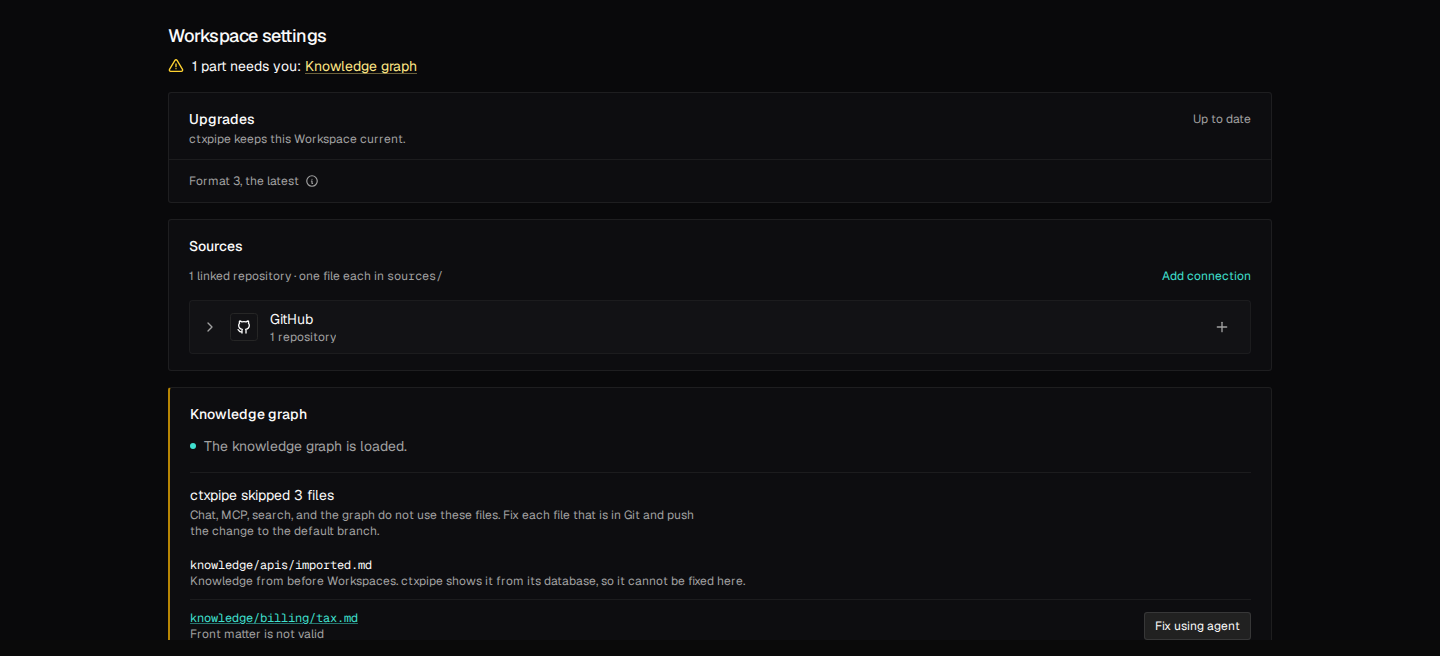 Workspace settings
1 part needs you: Knowledge graph
Upgrades
Up to date
ctxpipe keeps this Workspace current.
Format 3, the latest
Sources
1 linked repository · one file each in sources/
Add connection
GitHub
1 repository
Knowledge graph
The knowledge graph is loaded.
ctxpipe skipped 3 files
Chat, MCP, search, and the graph do not use these files. Fix each file that is in Git and push
the change to the default branch.
knowledge/apis/imported.md
Knowledge from before Workspaces. ctxpipe shows it from its database, so it cannot be fixed here.
knowledge/billing/tax.md
Fix using agent
Front matter is not valid